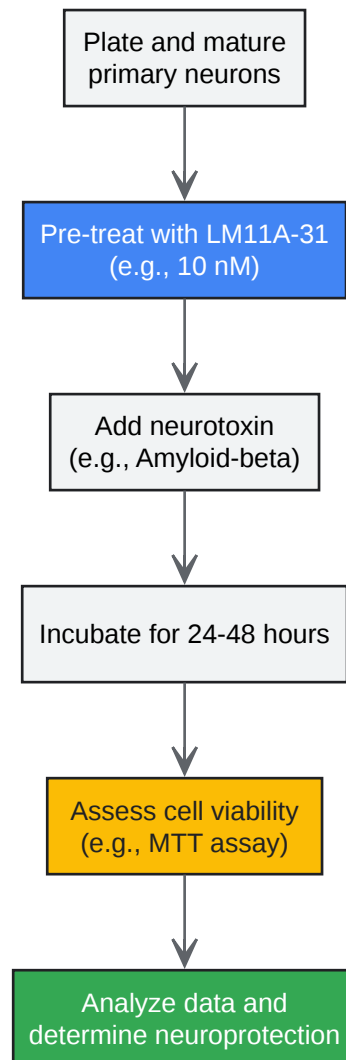 Plate and mature
primary neurons
Pre-treat with LM11A-31
(e.g., 10 nM)
Add neurotoxin
(e.g., Amyloid-beta)
Incubate for 24-48 hours
Assess cell viability
(e.g., MTT assay)
Analyze data and
determine neuroprotection